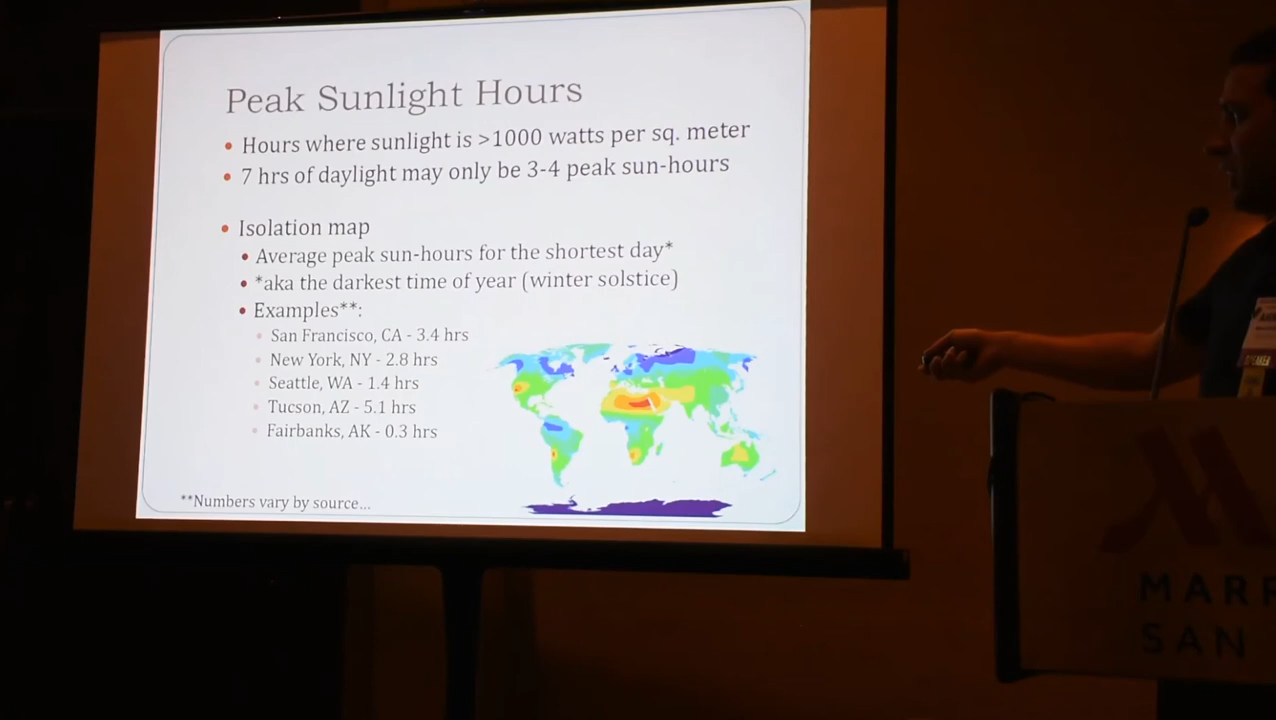 Peak Sunlight Hours
• Hours where sunlight is >1000 watts per sq. meter
• 7 hrs of daylight may only be 3-4 peak sun-hours
• Isolation map
• Average peak sun-hours for the shortest day*
• *aka the darkest time of year (winter solstice)
• Examples**:
• San Francisco, CA - 3.4 hrs
• New York, NY - 2.8 hrs
• Seattle, WA - 1.4 hrs
• Tucson, AZ - 5.1 hrs
• Fairbanks, AK - 0.3 hrs
**Numbers vary by source...
SPEAKER
MAR
SAN